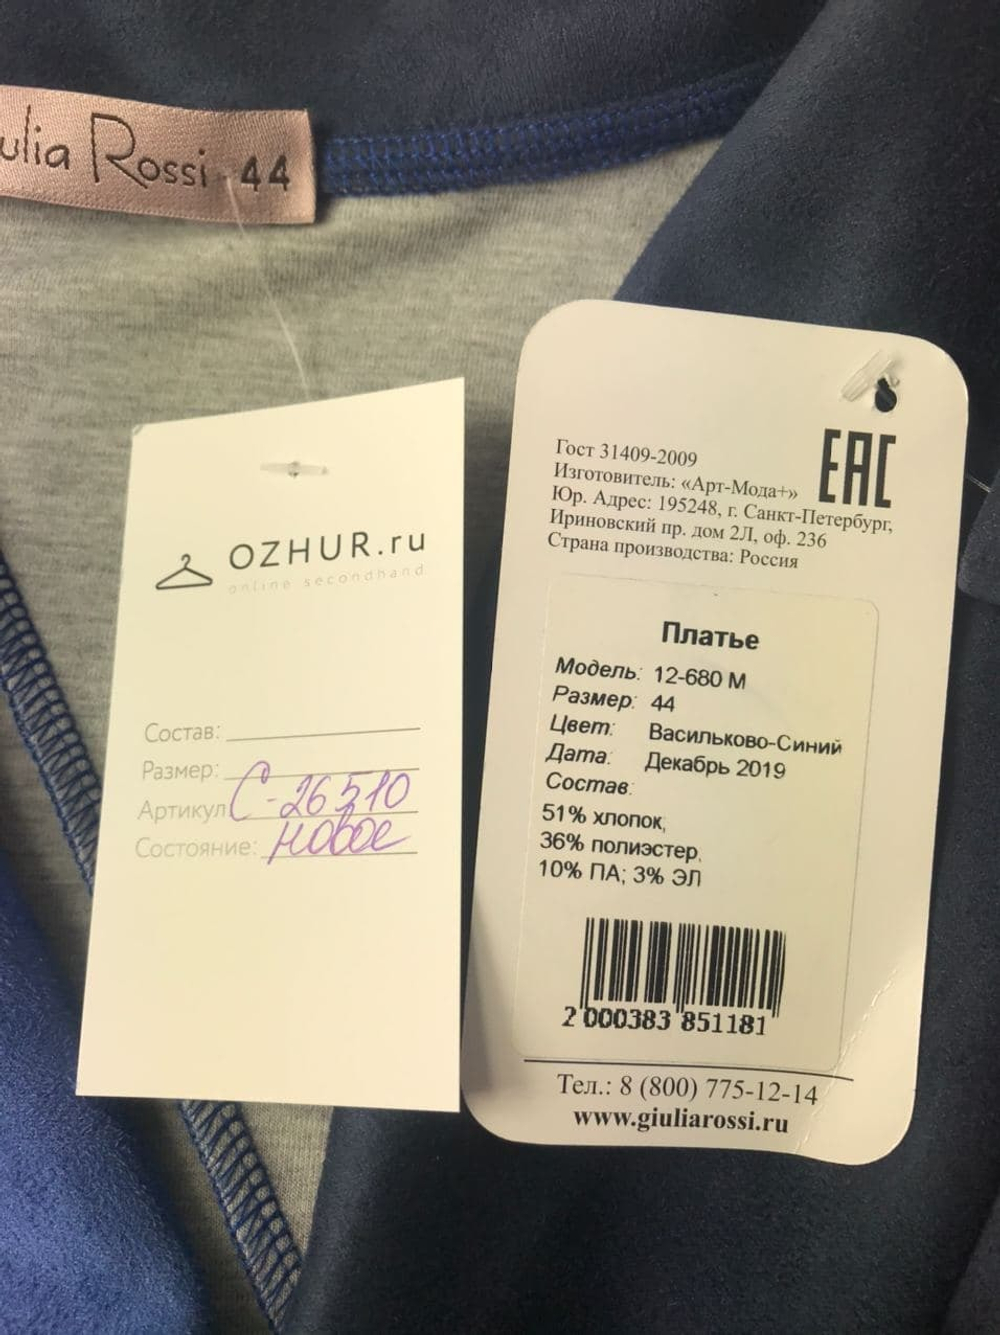 ulia Rossi 44
OZHUR.ru
online secondhand
Состав:
Размер:
Артикул С-26510
Состояние: новое
ЕАС
Гост 31409-2009
Изготовитель: «Арт-Мода+»
Юр. Адрес: 195248, г. Санкт-Петербург,
Ириновский пр. дом 2Л, оф. 236
Страна производства: Россия
Платье
Модель: 12-680 М
Размер: 44
Цвет: Васильково-Синий
Дата: Декабрь 2019
Состав:
51% хлопок;
36% полиэстер;
10% ПА; 3% ЭЛ
2 000383 851181
Тел.: 8 (800) 775-12-14
www.giuliarossi.ru